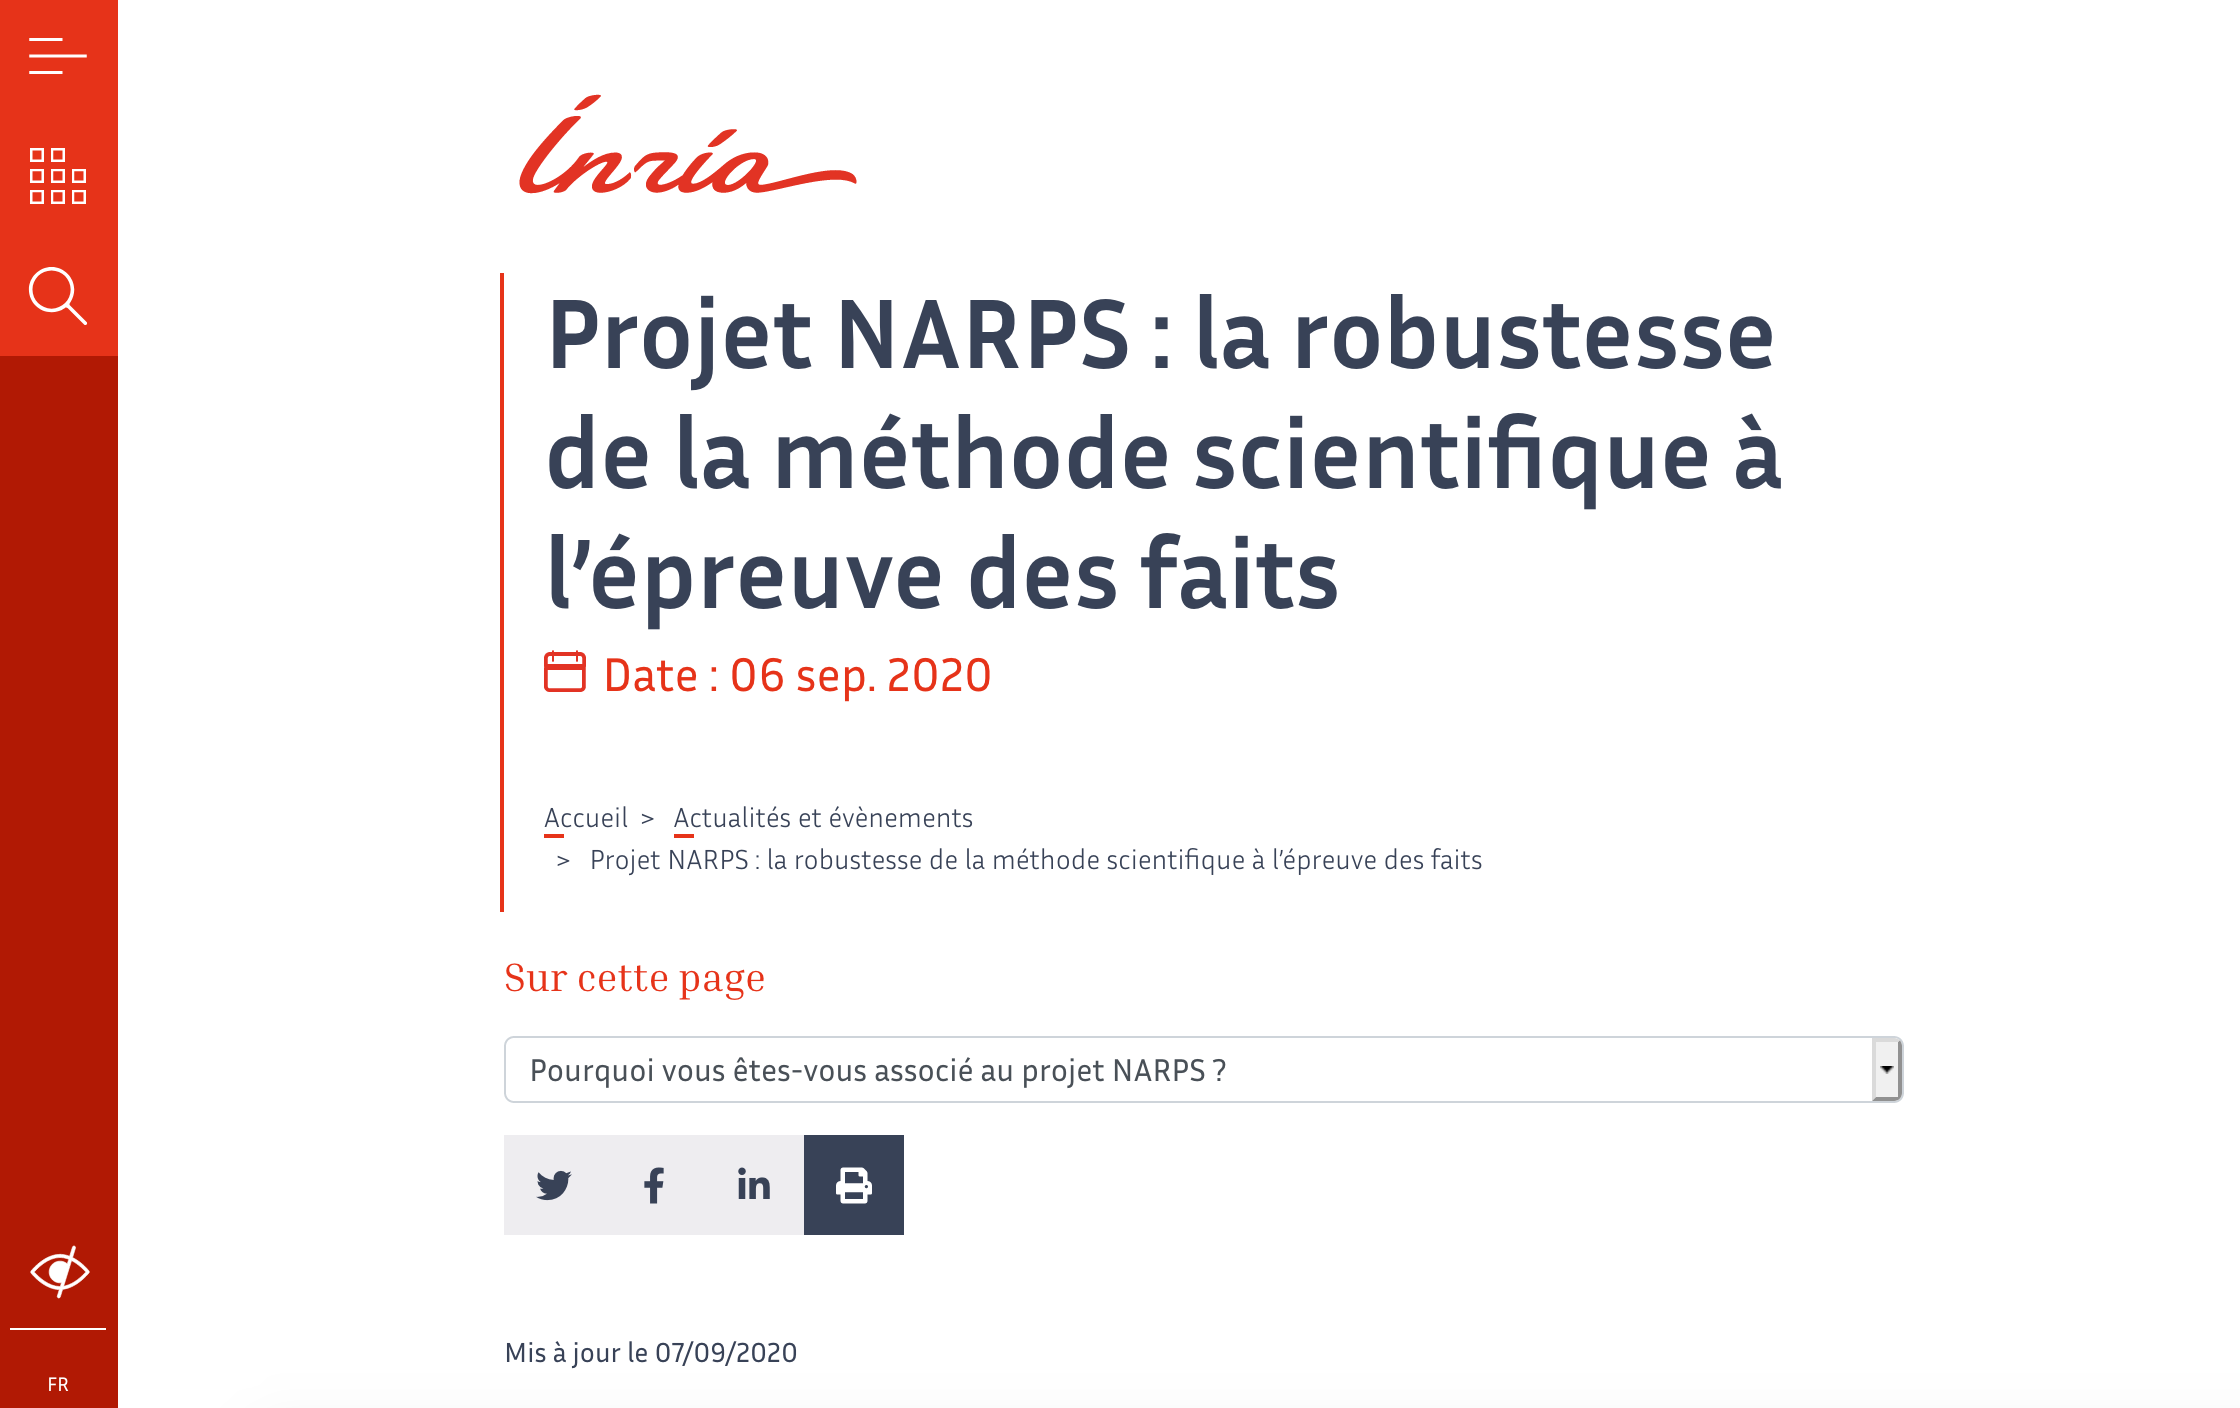 Inria
Projet NARPS : la robustesse
de la méthode scientifique à
l’épreuve des faits
Date : 06 sep. 2020
Accueil > Actualités et évènements
> Projet NARPS : la robustesse de la méthode scientifique à l’épreuve des faits
Sur cette page
Pourquoi vous êtes-vous associé au projet NARPS ?
Mis à jour le 07/09/2020
FR